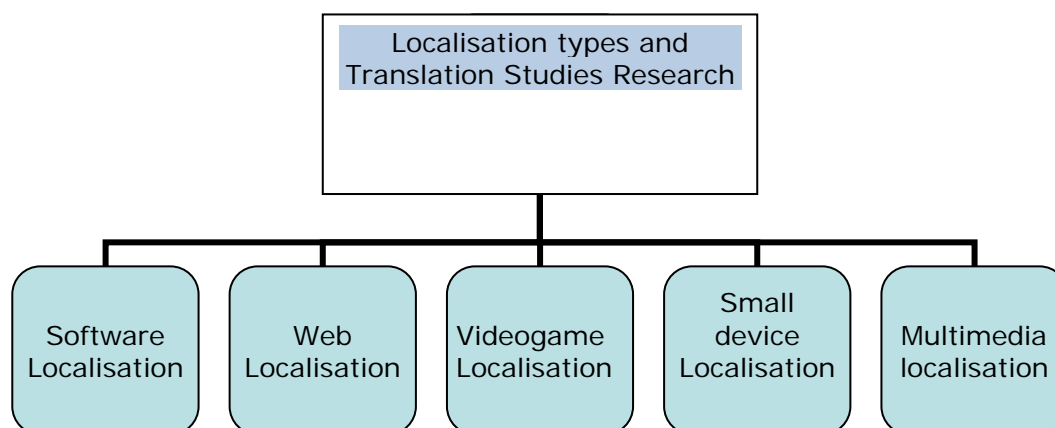 Localisation types and
Translation Studies Research
Software
Localisation
Web
Localisation
Videogame
Localisation
Small
device
Localisation
Multimedia
localisation